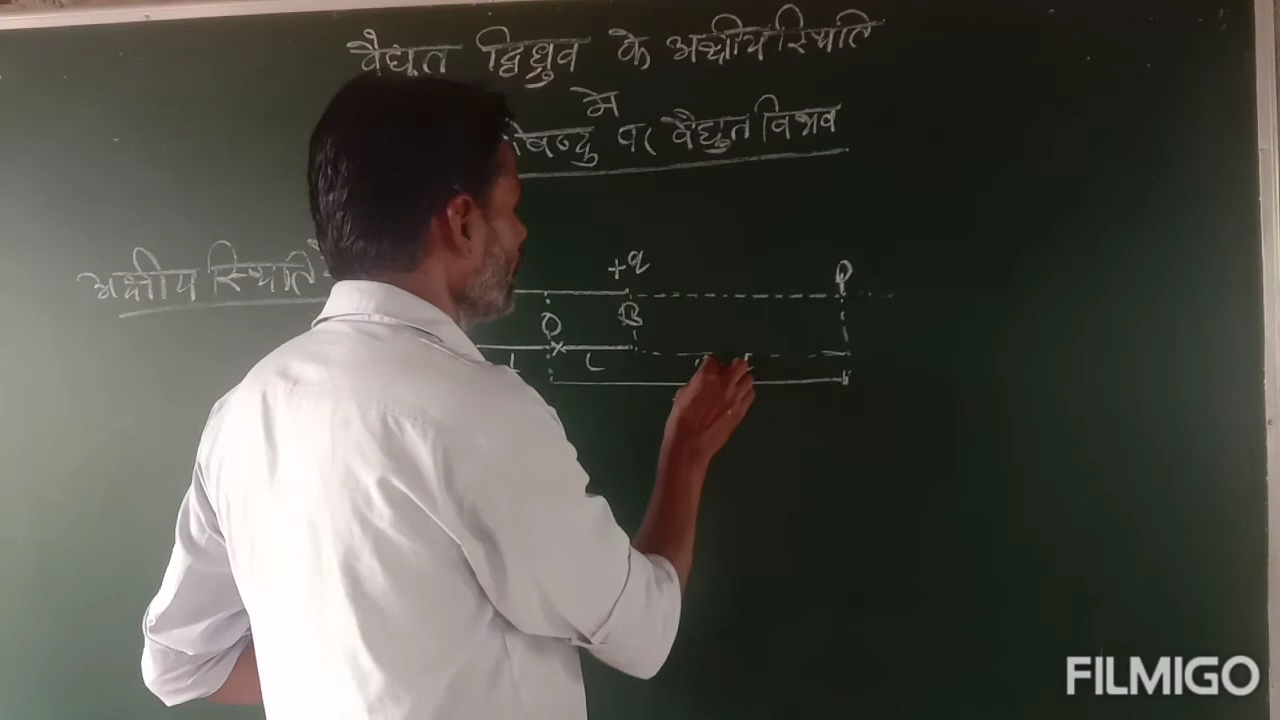 वैद्युत द्विध्रुव के अक्षीय स्थिति
में
पर वैद्युत विभव
अक्षीय स्थिति
+q
P
B
O
l
l
FILMIGO